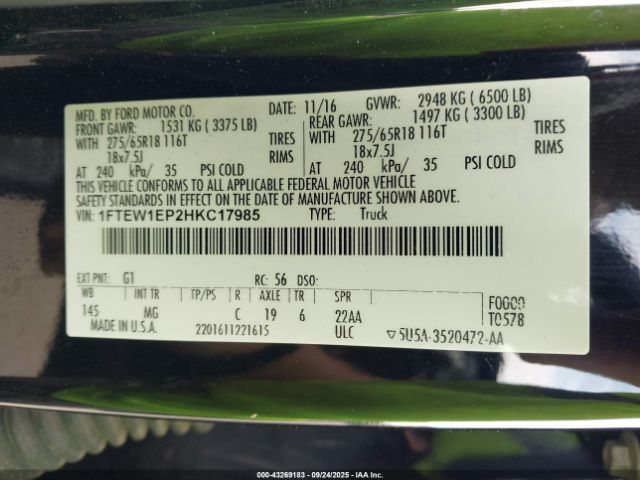 MFD. BY FORD MOTOR CO. DATE: 11/16 GVWR: 2948 KG ( 6500 LB)
FRONT GAWR: 1531 KG ( 3375 LB) REAR GAWR: 1497 KG ( 3300 LB)
WITH 275/65R18 116T TIRES WITH 275/65R18 116T TIRES
18x7.5J RIMS 18x7.5J RIMS
AT 240 kPa/ 35 PSI COLD AT 240 kPa/ 35 PSI COLD
THIS VEHICLE CONFORMS TO ALL APPLICABLE FEDERAL MOTOR VEHICLE
SAFETY STANDARDS IN EFFECT ON THE DATE OF MANUFACTURE SHOWN ABOVE.
VIN: 1FTEW1EP2HKC17985 TYPE: Truck
EXT PNT: G1 RC: 56 DSO:
WB INT TR TP/PS R AXLE TR SPR
145 MG C 19 6 22AA
F0000
T0578
MADE IN U.S.A. 2201611221615 ULC ▽5U5A-3520472-AA
000-43269183 - 09/24/2025 - IAA Inc.